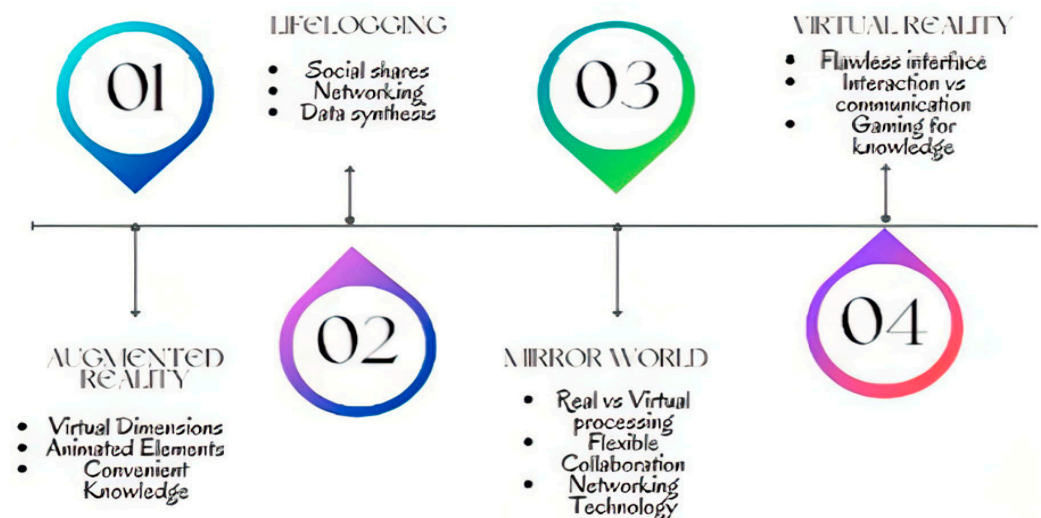 01
AUGMENTED
REALITY
Virtual Dimensions
Animated Elements
Convenient
Knowledge
LIFELOGGING
Social shares
Networking
Data synthesis
02
03
MIRROR WORLD
Real vs Virtual
processing
Flexible
Collaboration
Networking
Technology
VIRTUAL REALITY
Flawless interface
Interaction vs
communication
Gaming for
knowledge
04